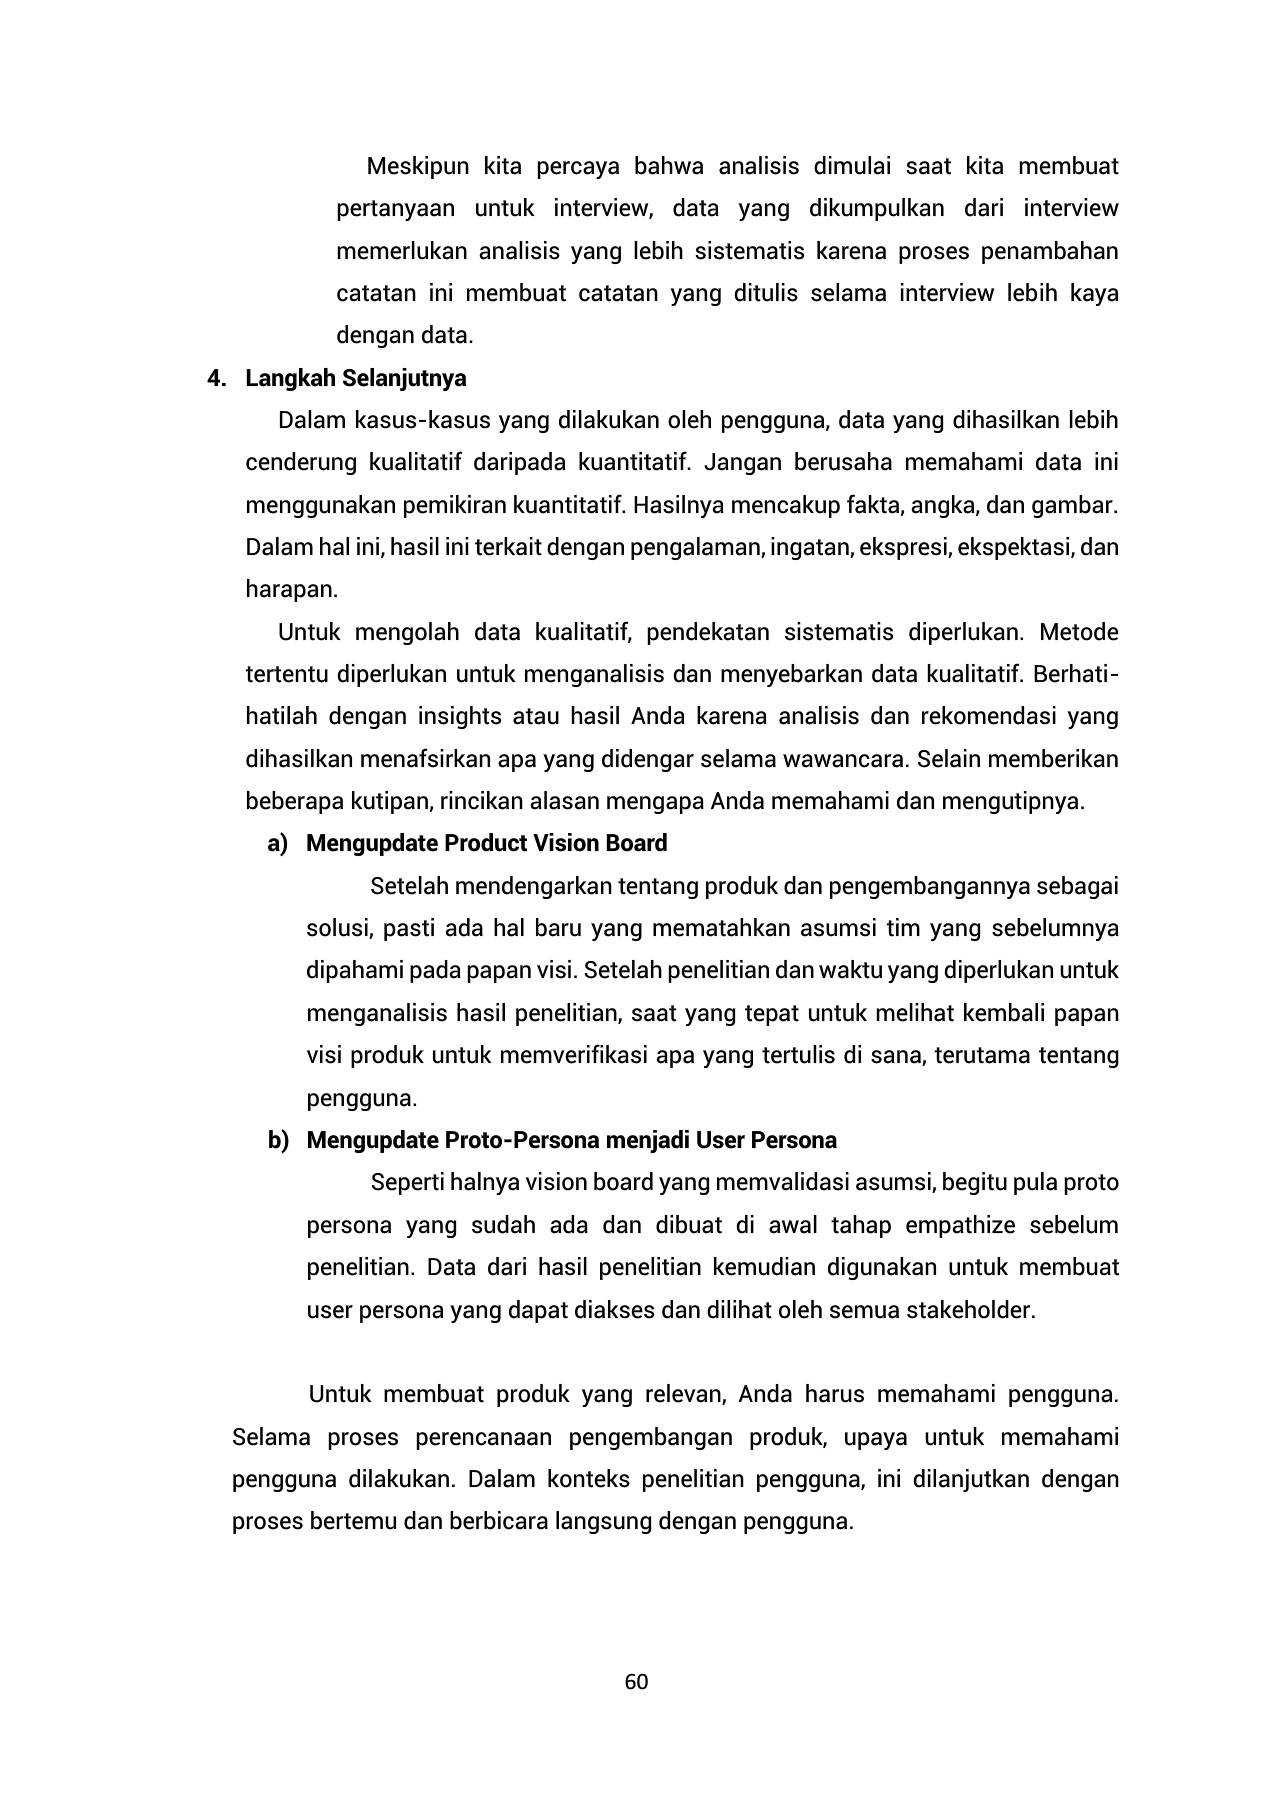 Meskipun kita percaya bahwa analisis dimulai saat kita membuat
pertanyaan untuk interview, data yang dikumpulkan dari interview
memerlukan analisis yang lebih sistematis karena proses penambahan
catatan ini membuat catatan yang ditulis selama interview lebih kaya
dengan data.
4. Langkah Selanjutnya
Dalam kasus-kasus yang dilakukan oleh pengguna, data yang dihasilkan lebih
cenderung kualitatif daripada kuantitatif. Jangan berusaha memahami data ini
menggunakan pemikiran kuantitatif. Hasilnya mencakup fakta, angka, dan gambar.
Dalam hal ini, hasil ini terkait dengan pengalaman, ingatan, ekspresi, ekspektasi, dan
harapan.
Untuk mengolah data kualitatif, pendekatan sistematis diperlukan. Metode
tertentu diperlukan untuk menganalisis dan menyebarkan data kualitatif. Berhati-
hatilah dengan insights atau hasil Anda karena analisis dan rekomendasi yang
dihasilkan menafsirkan apa yang didengar selama wawancara. Selain memberikan
beberapa kutipan, rincikan alasan mengapa Anda memahami dan mengutipnya.
a) Mengupdate Product Vision Board
Setelah mendengarkan tentang produk dan pengembangannya sebagai
solusi, pasti ada hal baru yang mematahkan asumsi tim yang sebelumnya
dipahami pada papan visi. Setelah penelitian dan waktu yang diperlukan untuk
menganalisis hasil penelitian, saat yang tepat untuk melihat kembali papan
visi produk untuk memverifikasi apa yang tertulis di sana, terutama tentang
pengguna.
b) Mengupdate Proto-Persona menjadi User Persona
Seperti halnya vision board yang memvalidasi asumsi, begitu pula proto
persona yang sudah ada dan dibuat di awal tahap empathize sebelum
penelitian. Data dari hasil penelitian kemudian digunakan untuk membuat
user persona yang dapat diakses dan dilihat oleh semua stakeholder.
Untuk membuat produk yang relevan, Anda harus memahami pengguna.
Selama proses perencanaan pengembangan produk, upaya untuk memahami
pengguna dilakukan. Dalam konteks penelitian pengguna, ini dilanjutkan dengan
proses bertemu dan berbicara langsung dengan pengguna.
60